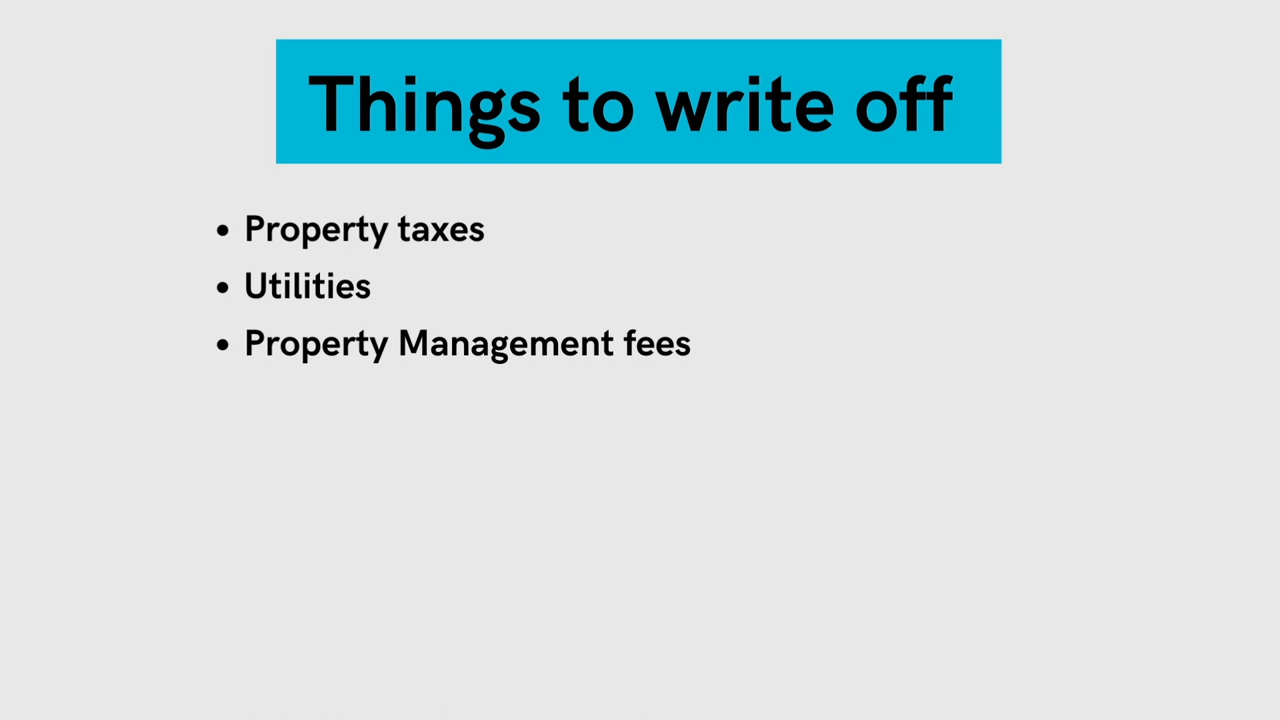 Things to write off
• Property taxes
• Utilities
• Property Management fees